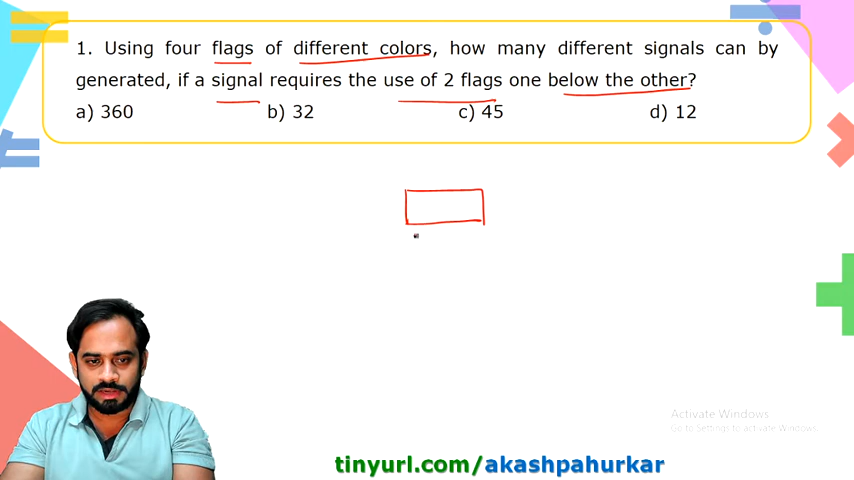 1. Using four flags of different colors, how many different signals can by
generated, if a signal requires the use of 2 flags one below the other?
a) 360 b) 32 c) 45 d) 12
Activate Windows
Go to Settings to activate Windows.
tinyurl.com/akashpahurkar